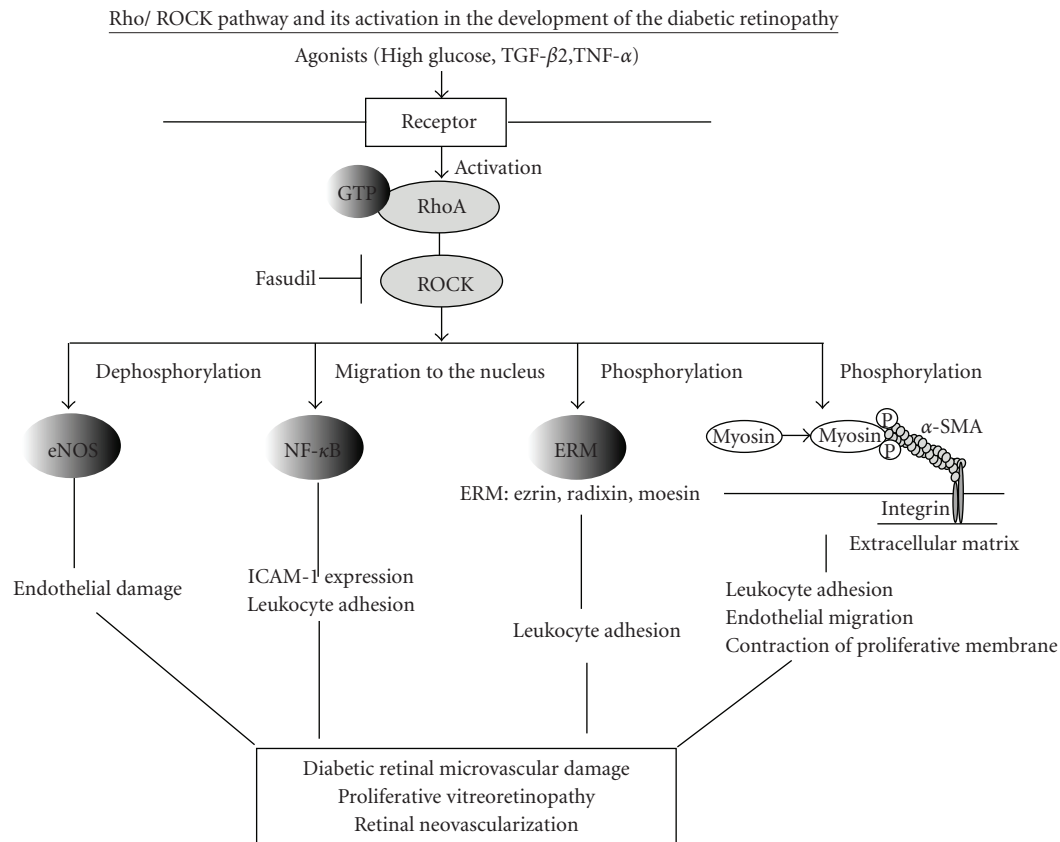 Rho/ ROCK pathway and its activation in the development of the diabetic retinopathy
Agonists (High glucose, TGF-β2,TNF-α)
Receptor
Activation
GTP
RhoA
Fasudil
ROCK
Dephosphorylation
Migration to the nucleus
Phosphorylation
Phosphorylation
eNOS
NF-κB
ERM
Myosin
Myosin
P
P
α-SMA
ERM: ezrin, radixin, moesin
Integrin
Extracellular matrix
Endothelial damage
ICAM-1 expression
Leukocyte adhesion
Leukocyte adhesion
Leukocyte adhesion
Endothelial migration
Contraction of proliferative membrane
Diabetic retinal microvascular damage
Proliferative vitreoretinopathy
Retinal neovascularization